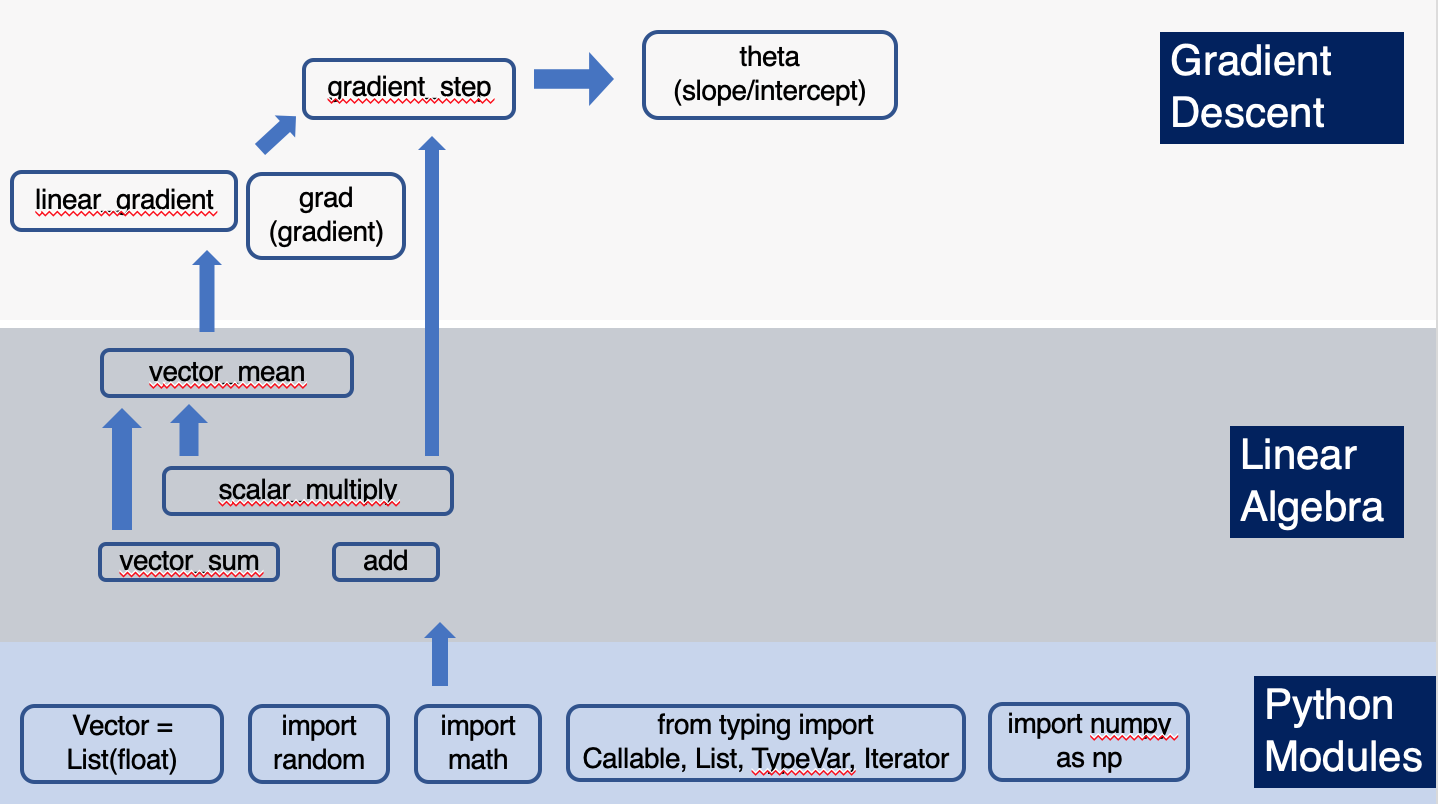 Gradient
Descent
theta
(slope/intercept)
gradient_step
linear_gradient
grad
(gradient)
vector_mean
Linear
Algebra
scalar_multiply
vector_sum
add
Python
Modules
Vector =
List(float)
import
random
import
math
from typing import
Callable, List, TypeVar, Iterator
import numpy
as np